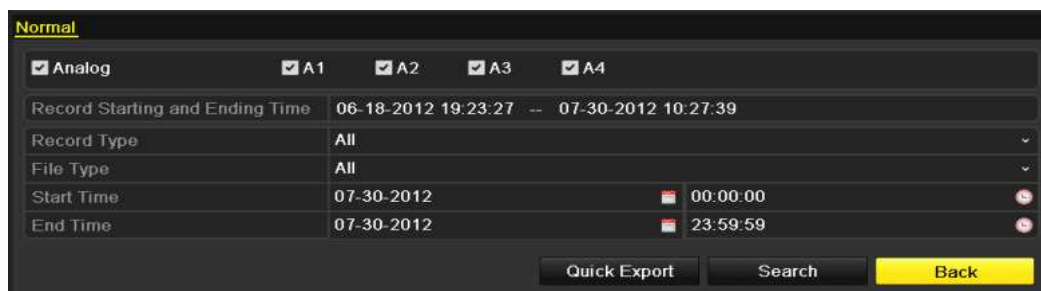 Normal
Analog A1 A2 A3 A4
Record Starting and Ending Time 06-18-2012 19:23:27 -- 07-30-2012 10:27:39
Record Type All
File Type All
Start Time 07-30-2012 00:00:00
End Time 07-30-2012 23:59:59
Quick Export Search Back